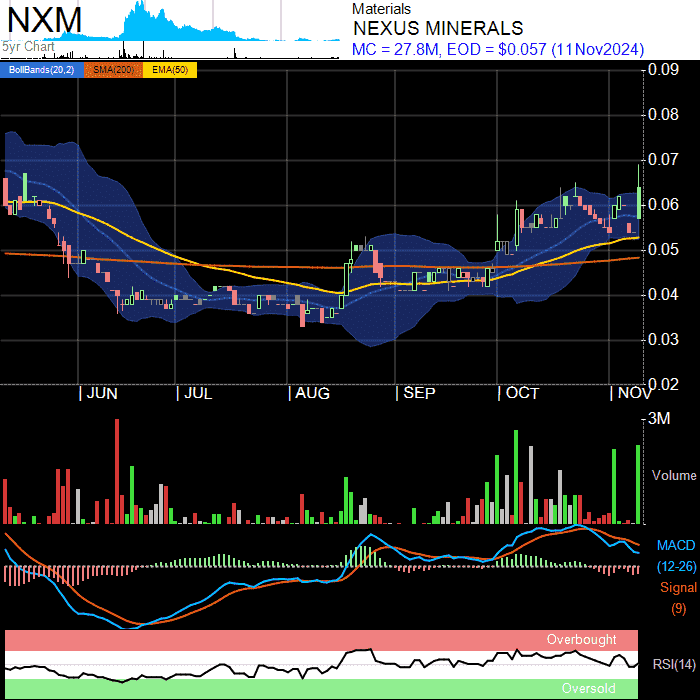 NXM
5yr Chart
Materials
NEXUS MINERALS
MC = 27.8M, EOD = $0.057 (11Nov2024)
BollBands(20,2) SMA(200) EMA(50)
0.09
0.08
0.07
0.06
0.05
0.04
0.03
0.02
JUN JUL AUG SEP OCT NOV
3M
Volume
MACD
(12-26)
Signal
(9)
Overbought
RSI(14)
Oversold